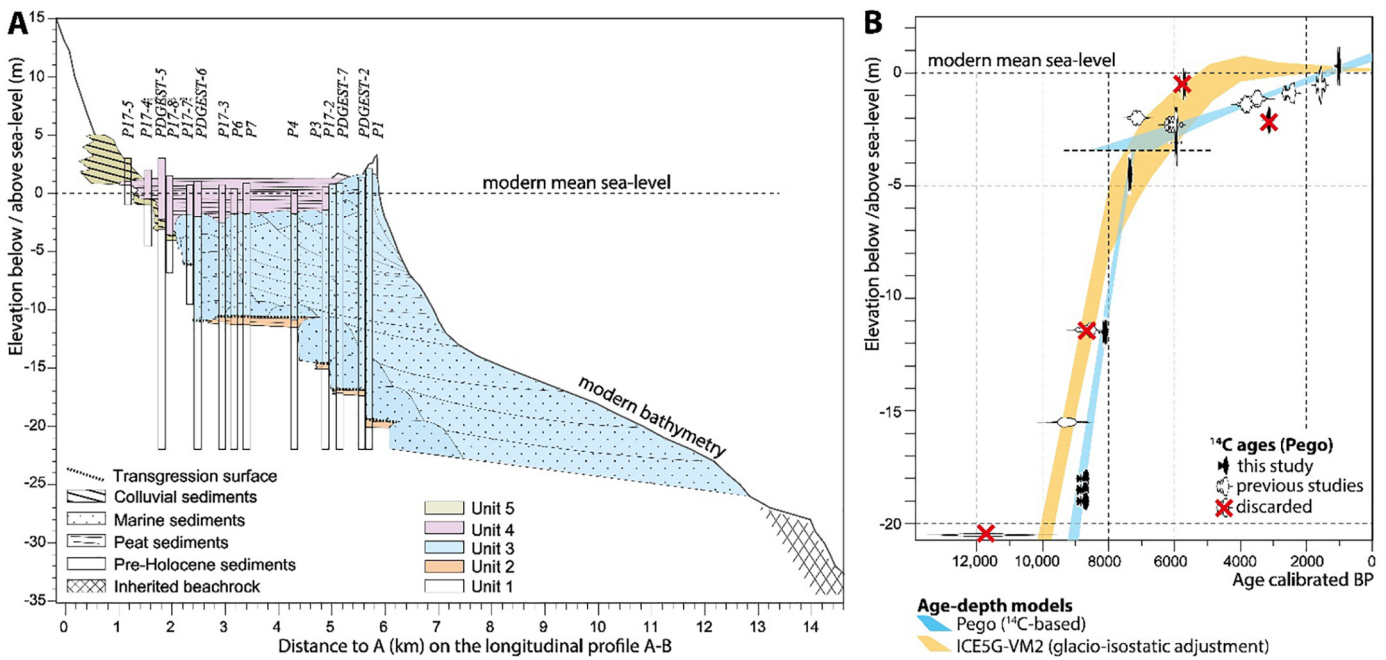 A
15
10
5
0
-5
-10
-15
-20
-25
-30
-35
Elevation below / above sea-level (m)
P17-5
P17-4
PDGEST-5
P17-8
P17-7
PDGEST-6
P17-3
P6
P7
P4
P3
P17-2
PDGEST-7
PDGEST-2
P1
modern mean sea-level
modern bathymetry
Transgression surface
Colluvial sediments
Marine sediments
Peat sediments
Pre-Holocene sediments
Inherited beachrock
Unit 5
Unit 4
Unit 3
Unit 2
Unit 1
0 1 2 3 4 5 6 7 8 9 10 11 12 13 14
Distance to A (km) on the longitudinal profile A-B
B
modern mean sea-level
Elevation below /above sea-level (m)
0
-5
-10
-15
-20
14C ages (Pego)
this study
previous studies
discarded
12,000 10,000 8000 6000 4000 2000 0
Age calibrated BP
Age-depth models
Pego (14C-based)
ICE5G-VM2 (glacio-isostatic adjustment)